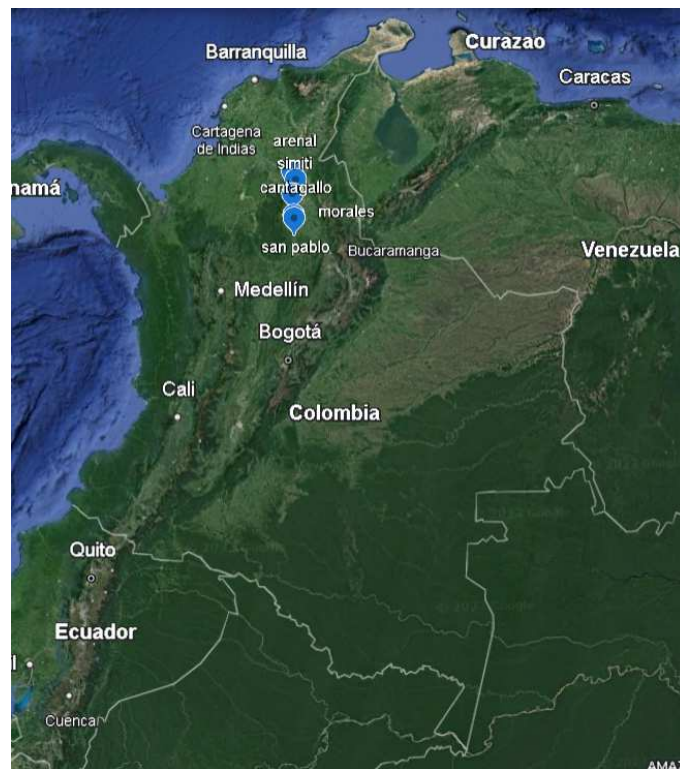 Curazao
Barranquilla
Caracas
Cartagena
de Indias
arenal
simiti
namá
cantagallo
morales
san pablo
Bucaramanga
Venezuela
Medellín
Bogotá
Cali
Colombia
Quito
Ecuador
Cuenca
AMAZ